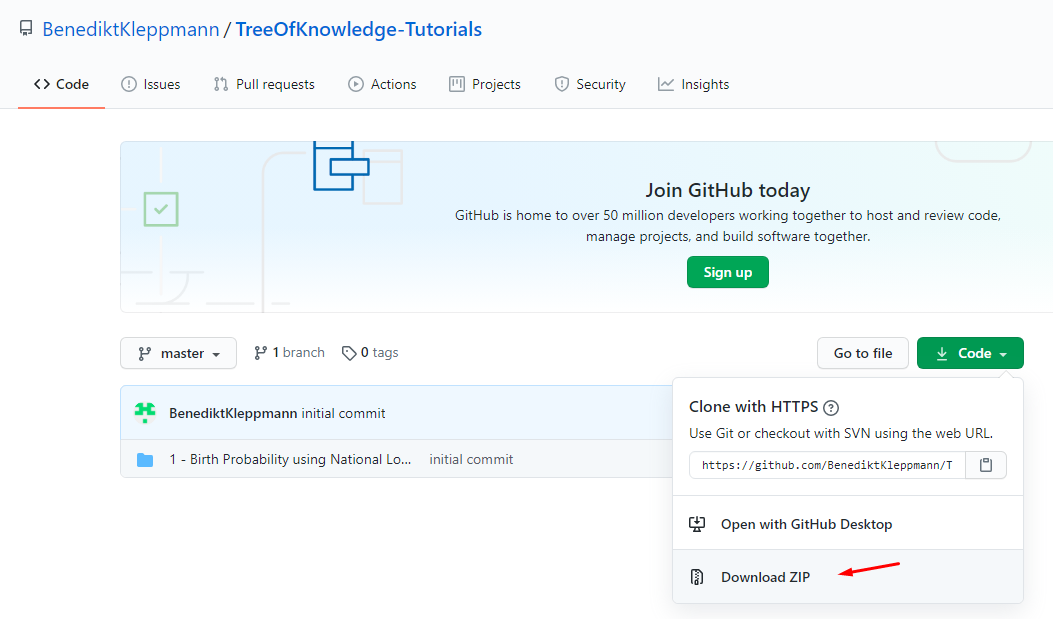 BenediktKleppmann / TreeOfKnowledge-Tutorials
Code Issues Pull requests Actions Projects Security Insights
Join GitHub today
GitHub is home to over 50 million developers working together to host and review code,
manage projects, and build software together.
Sign up
master 1 branch 0 tags Go to file Code
BenediktKleppmann initial commit
1 - Birth Probability using National Lo... initial commit
Clone with HTTPS ?
Use Git or checkout with SVN using the web URL.
https://github.com/BenediktKleppmann/T
Open with GitHub Desktop
Download ZIP